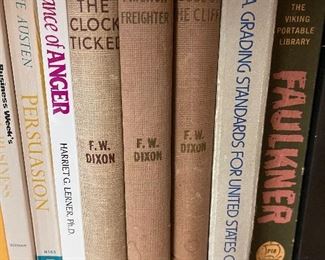 Business Week's
AUSTEN
PERSUASION
ance of ANGER
HARRIET G. LERNER, Ph.D.
THE
CLOCK
TICKED
F. W.
DIXON
FREIGHTER
F. W.
DIXON
THE CLIFF
F. W.
DIXON
A GRADING STANDARDS FOR UNITED STATES C
THE VIKING
PORTABLE
LIBRARY
FAULKNER